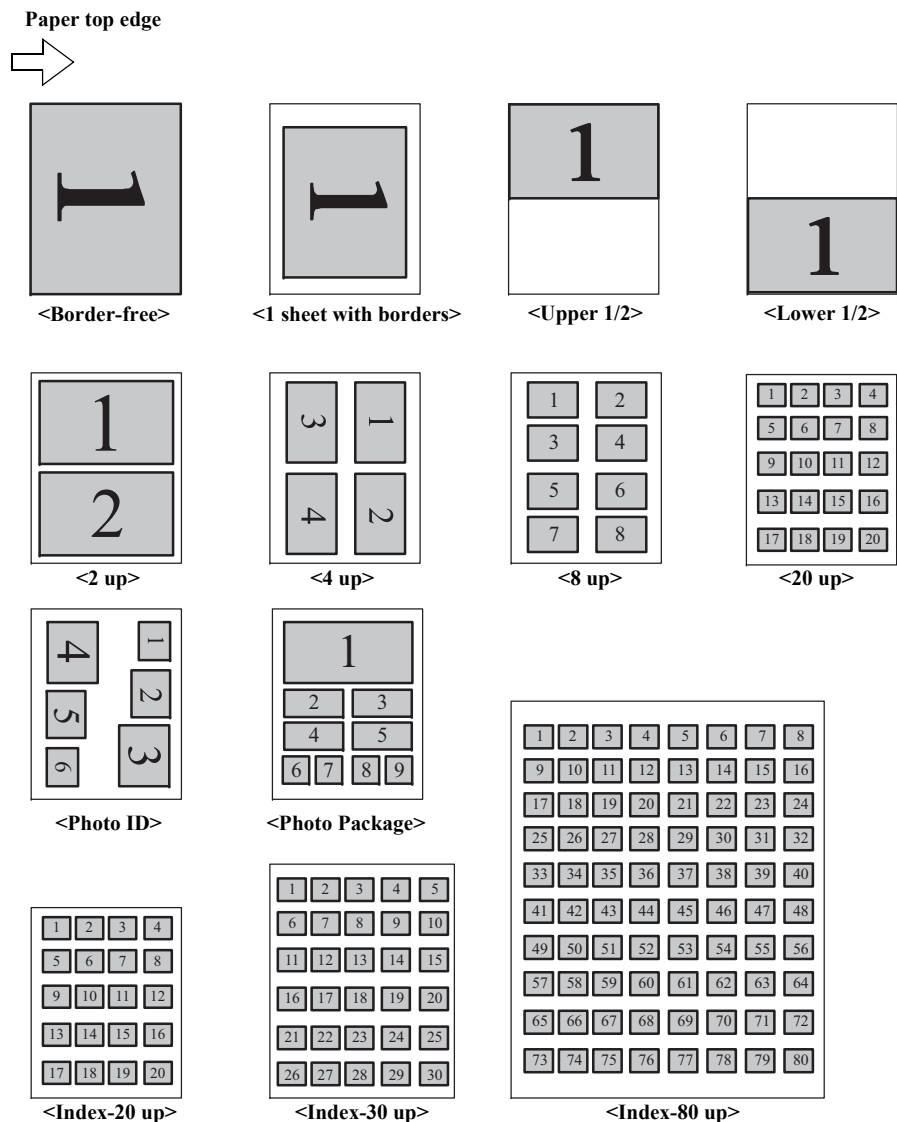 Paper top edge
1 1 1 1
<Border-free> <1 sheet with borders> <Upper 1/2> <Lower 1/2>
1
2
<2 up>
3 1
4 2
<4 up>
1 2
3 4
5 6
7 8
<8 up>
1 2 3 4
5 6 7 8
9 10 11 12
13 14 15 16
17 18 19 20
<20 up>
4 1
5 2
6 3
<Photo ID>
1
2 3
4 5
6 7 8 9
<Photo Package>
1 2 3 4
5 6 7 8
9 10 11 12
13 14 15 16
17 18 19 20
<Index-20 up>
1 2 3 4 5
6 7 8 9 10
11 12 13 14 15
16 17 18 19 20
21 22 23 24 25
26 27 28 29 30
<Index-30 up>
1 2 3 4 5 6 7 8
9 10 11 12 13 14 15 16
17 18 19 20 21 22 23 24
25 26 27 28 29 30 31 32
33 34 35 36 37 38 39 40
41 42 43 44 45 46 47 48
49 50 51 52 53 54 55 56
57 58 59 60 61 62 63 64
65 66 67 68 69 70 71 72
73 74 75 76 77 78 79 80
<Index-80 up>